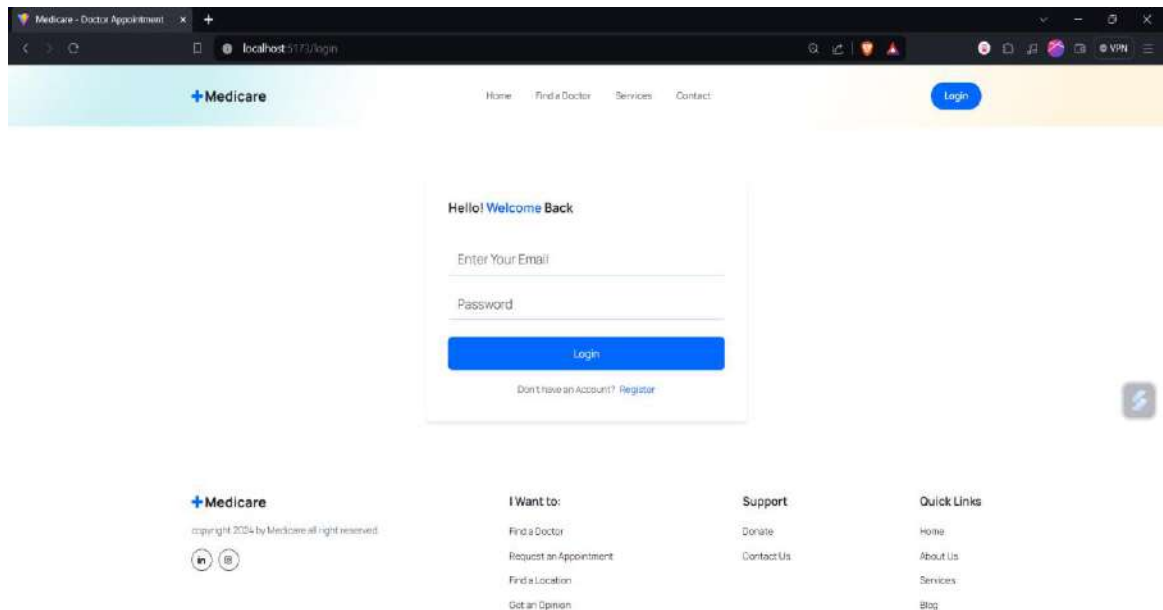 Medicare - Doctor Appointment
localhost:5173/login
VPN
Medicare
Home Find a Doctor Services Contact
Login
Hello! Welcome Back
Enter Your Email
Password
Login
Don't have an Account? Register
Medicare
copyright 2024 by Medicare all right reserved.
in
I Want to:
Find a Doctor
Request an Appointment
Find a Location
Get an Opinion
Support
Donate
Contact Us
Quick Links
Home
About Us
Services
Blog